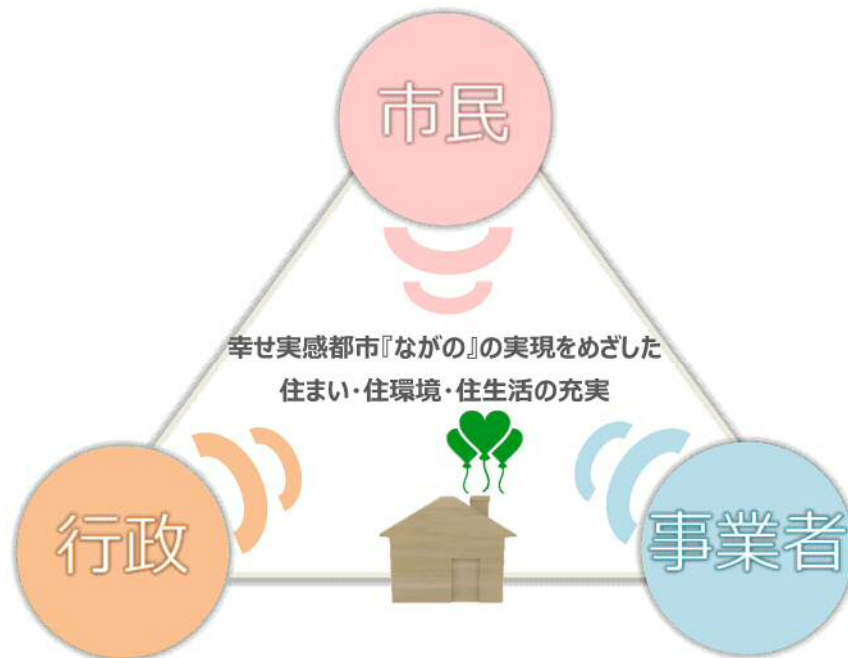 市民
幸せ実感都市『ながの』の実現をめざした
住まい・住環境・住生活の充実
行政
事業者